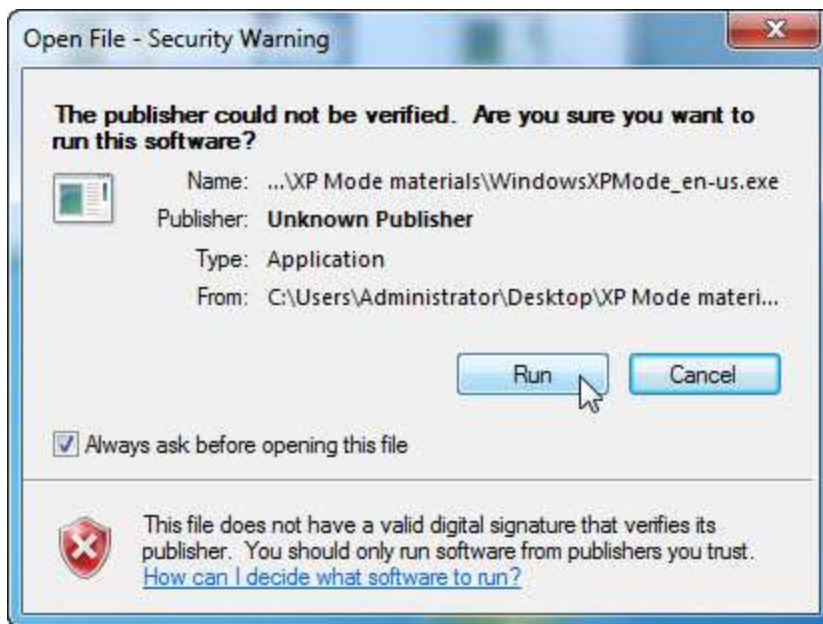 Open File - Security Warning
The publisher could not be verified. Are you sure you want to
run this software?
Name: ...\XP Mode materials\WindowsXPMode_en-us.exe
Publisher: Unknown Publisher
Type: Application
From: C:\Users\Administrator\Desktop\XP Mode materi...
Run Cancel
Always ask before opening this file
This file does not have a valid digital signature that verifies its
publisher. You should only run software from publishers you trust.
How can I decide what software to run?